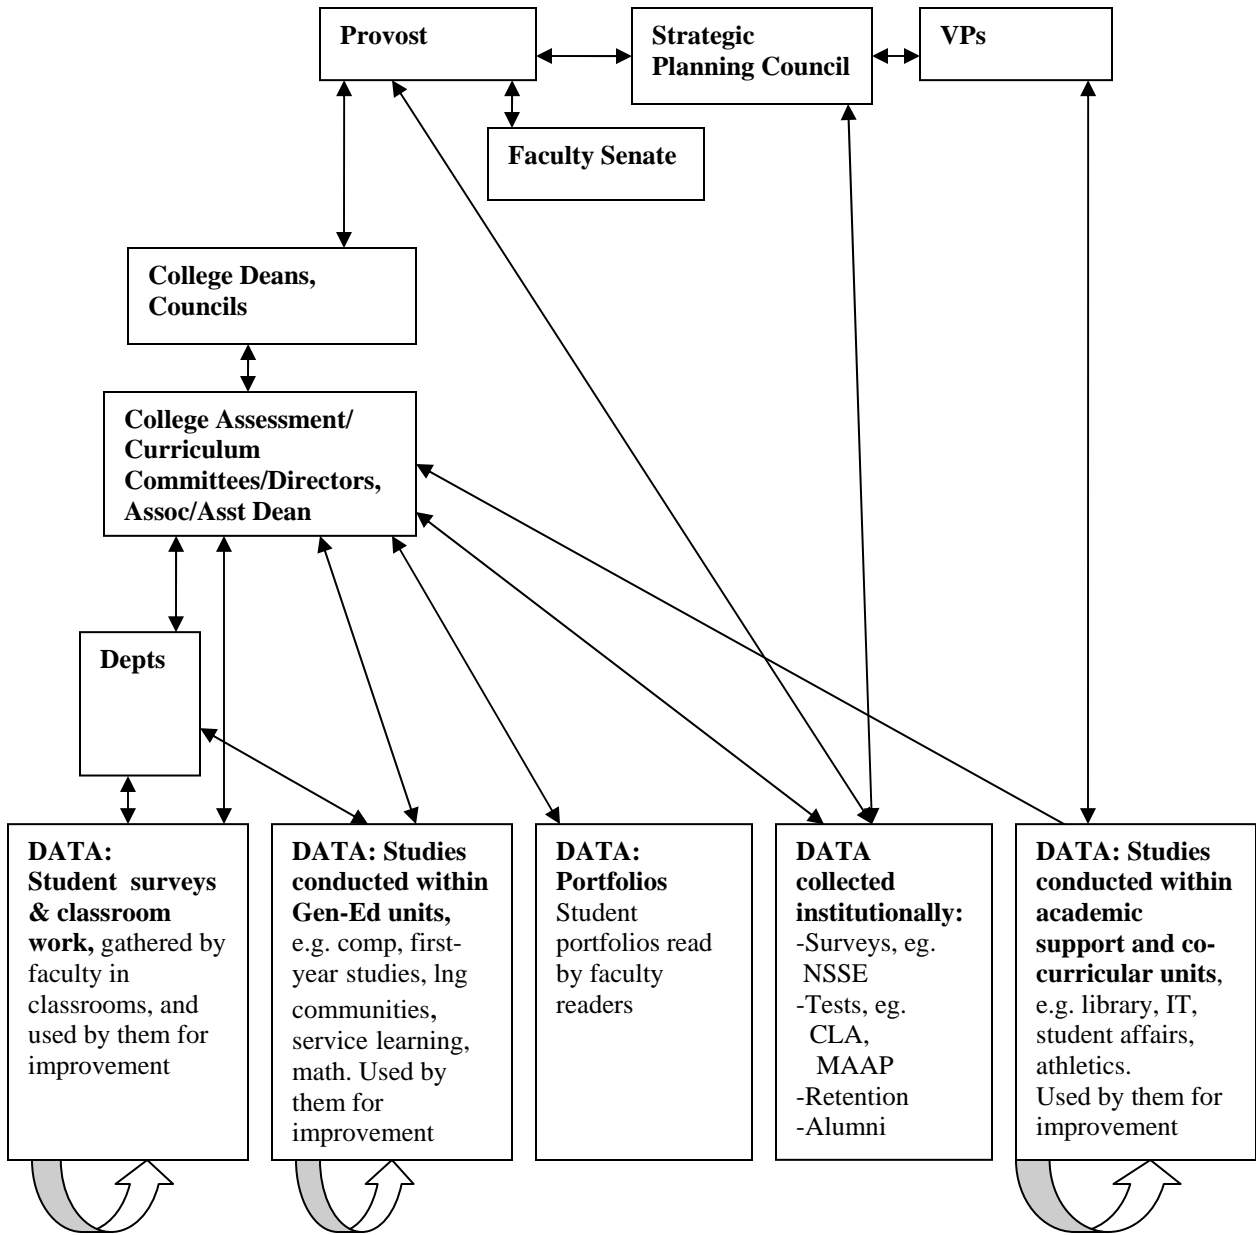 Provost
Strategic
Planning Council
VPs
Faculty Senate
College Deans,
Councils
College Assessment/
Curriculum
Committees/Directors,
Assoc/Asst Dean
Depts
DATA:
Student surveys
& classroom
work, gathered by
faculty in
classrooms, and
used by them for
improvement
DATA: Studies
conducted within
Gen-Ed units,
e.g. comp, first-
year studies, lng
communities,
service learning,
math. Used by
them for
improvement
DATA:
Portfolios
Student
portfolios read
by faculty
readers
DATA
collected
institutionally:
-Surveys, eg.
NSSE
-Tests, eg.
CLA,
MAAP
-Retention
-Alumni
DATA: Studies
conducted within
academic
support and co-
curricular units,
e.g. library, IT,
student affairs,
athletics.
Used by them for
improvement